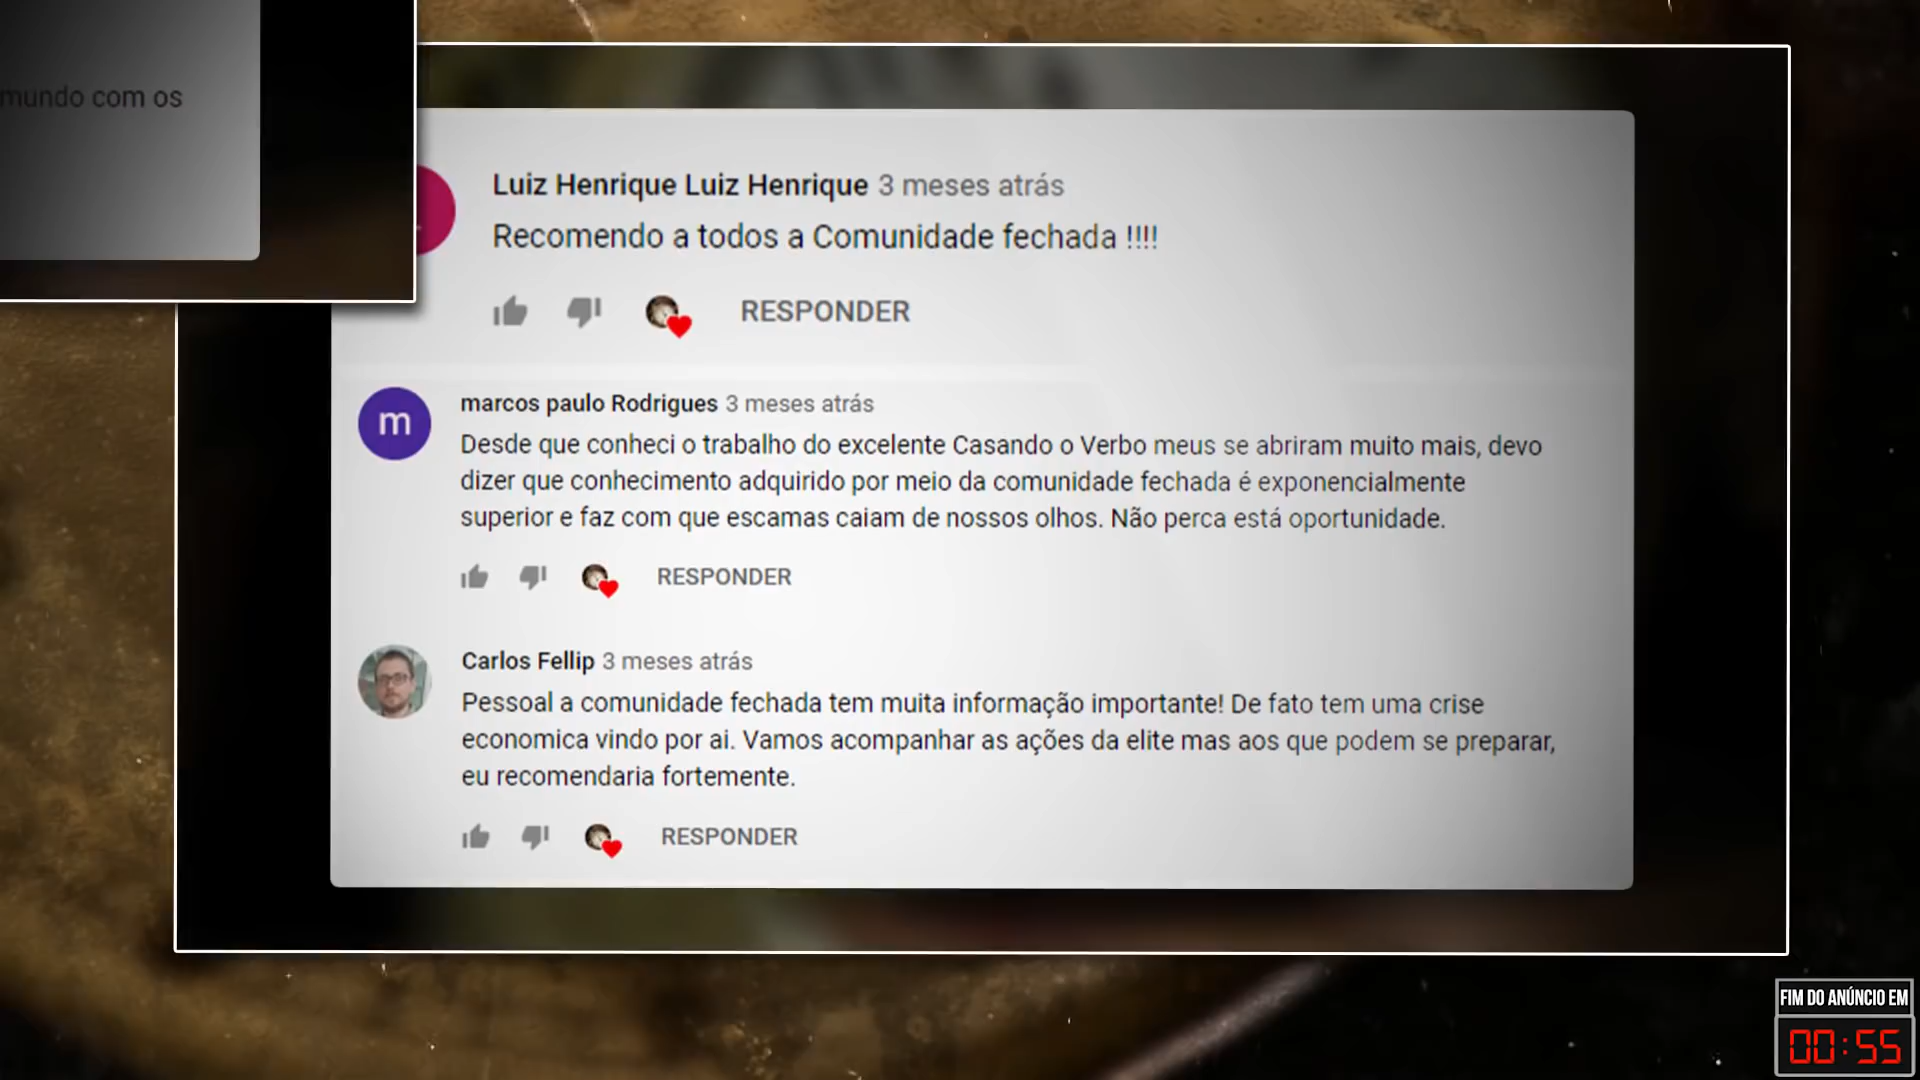 mundo com os
Luiz Henrique Luiz Henrique 3 meses atrás
Recomendo a todos a Comunidade fechada !!!!
RESPONDER
m
marcos paulo Rodrigues 3 meses atrás
Desde que conheci o trabalho do excelente Casando o Verbo meus se abriram muito mais, devo
dizer que conhecimento adquirido por meio da comunidade fechada é exponencialmente
superior e faz com que escamas caiam de nossos olhos. Não perca está oportunidade.
RESPONDER
Carlos Fellip 3 meses atrás
Pessoal a comunidade fechada tem muita informação importante! De fato tem uma crise
economica vindo por ai. Vamos acompanhar as ações da elite mas aos que podem se preparar,
eu recomendaria fortemente.
RESPONDER
FIM DO ANÚNCIO EM
00:55